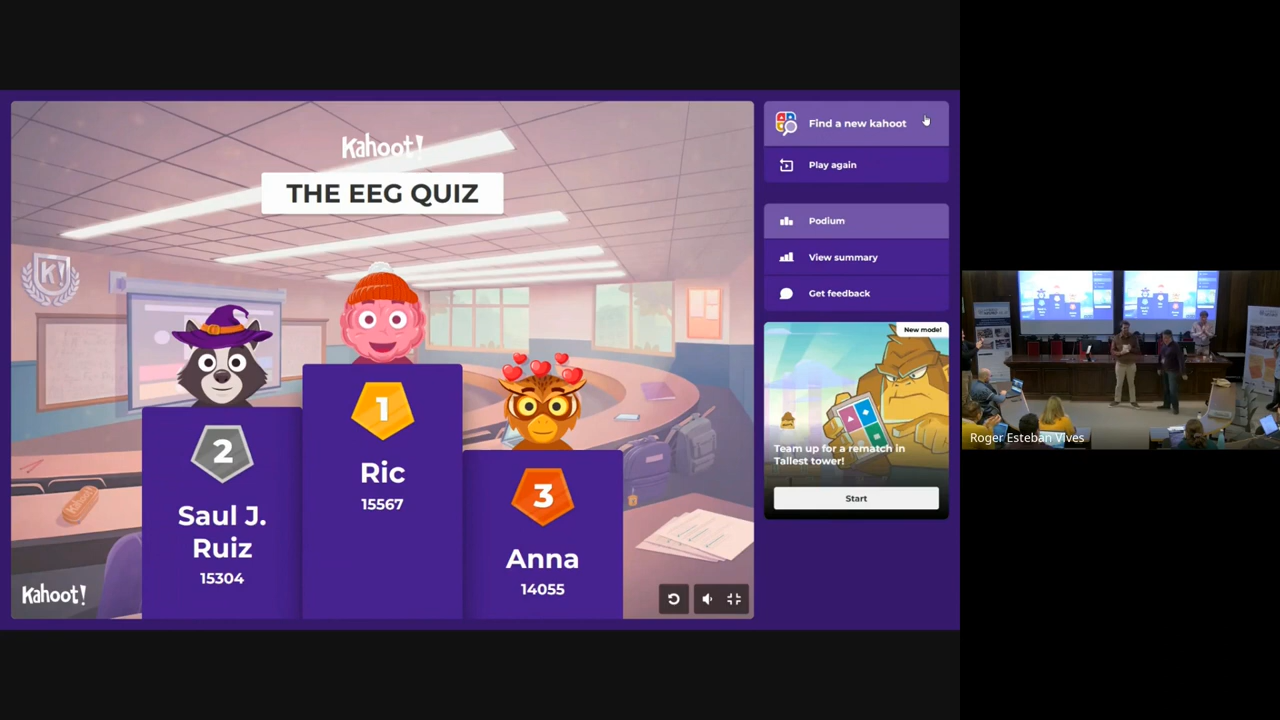 Kahoot!
THE EEG QUIZ
K!
1
Ric
15567
2
Saul J.
Ruiz
15304
3
Anna
14055
Kahoot!
Find a new kahoot
Play again
Podium
View summary
Get feedback
New mode!
Team up for a rematch in
Tallest tower!
Start
Roger Esteban Vives